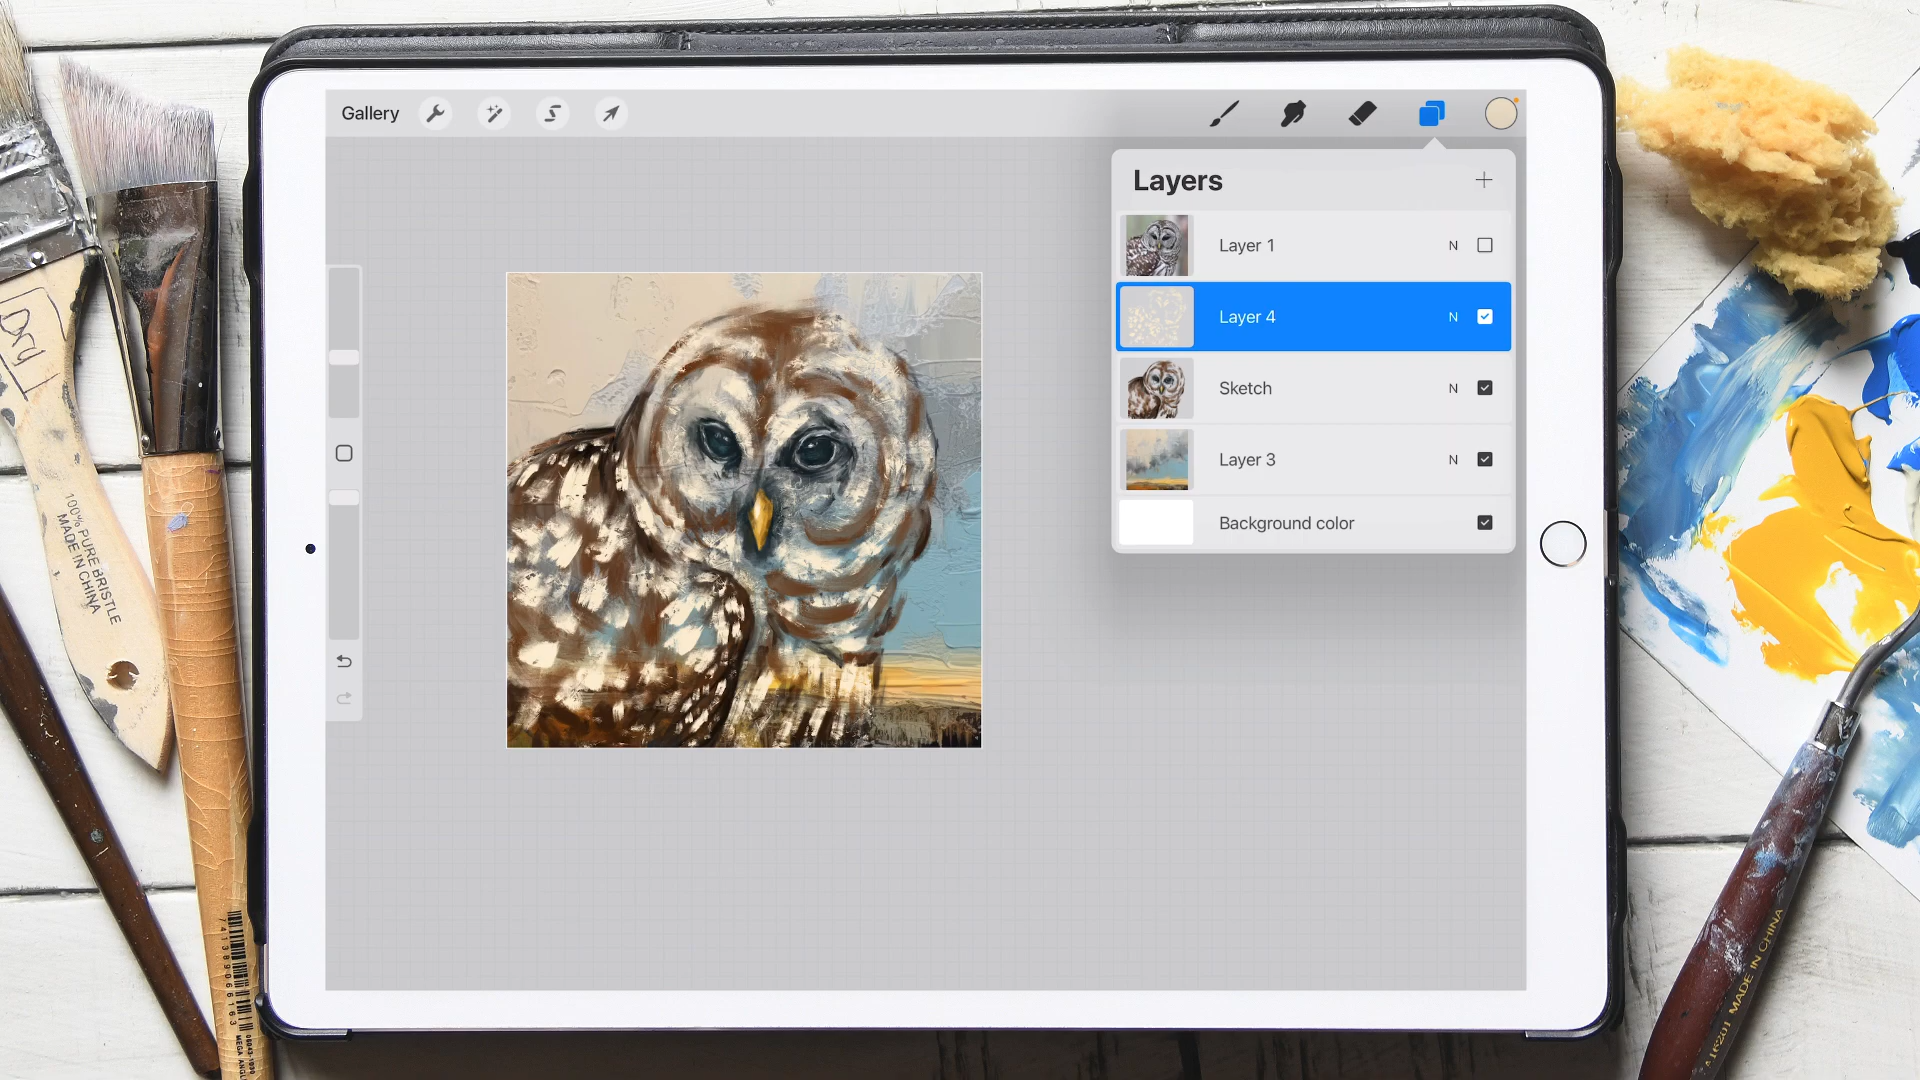 Gallery
Layers
Layer 1
N
Layer 4
N
Sketch
N
Layer 3
N
Background color
Dry
100% PURE BRISTLE
MADE IN CHINA
MADE IN CHINA